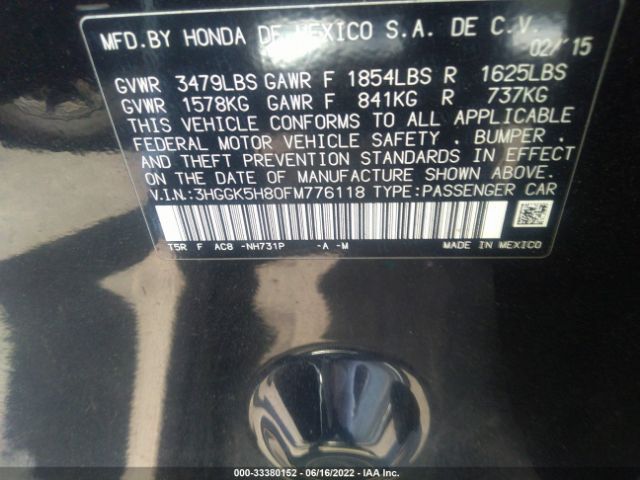 MFD.BY HONDA DE MEXICO S.A. DE C.V.
02/'15
GVWR 3479LBS GAWR F 1854LBS R 1625LBS
GVWR 1578KG GAWR F 841KG R 737KG
THIS VEHICLE CONFORMS TO ALL APPLICABLE
FEDERAL MOTOR VEHICLE SAFETY . BUMPER .
AND THEFT PREVENTION STANDARDS IN EFFECT
ON THE DATE OF MANUFACTURE SHOWN ABOVE.
V.I.N:3HGGK5H80FM776118 TYPE:PASSENGER CAR
T5R F AC8 -NH731P -A -M MADE IN MEXICO
000-33380152 - 06/16/2022 - IAA Inc.